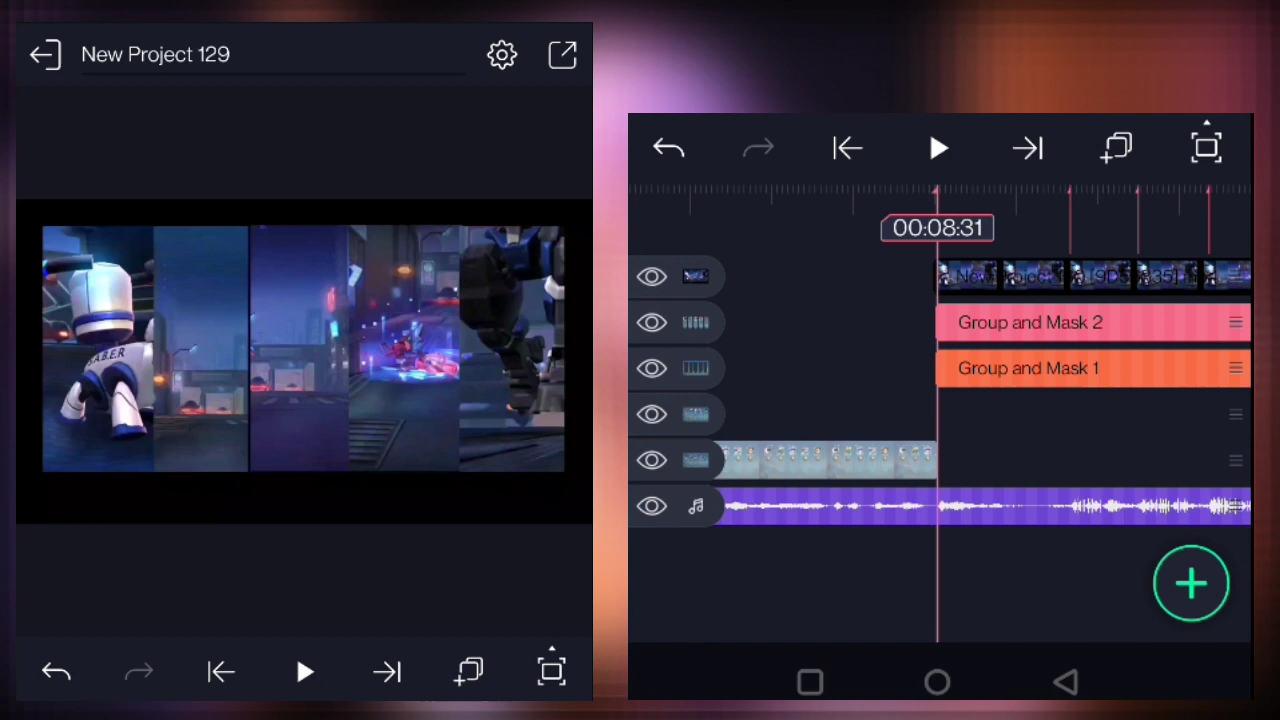 New Project 129
S.A.B.E.R
00:08:31
Group and Mask 2
Group and Mask 1